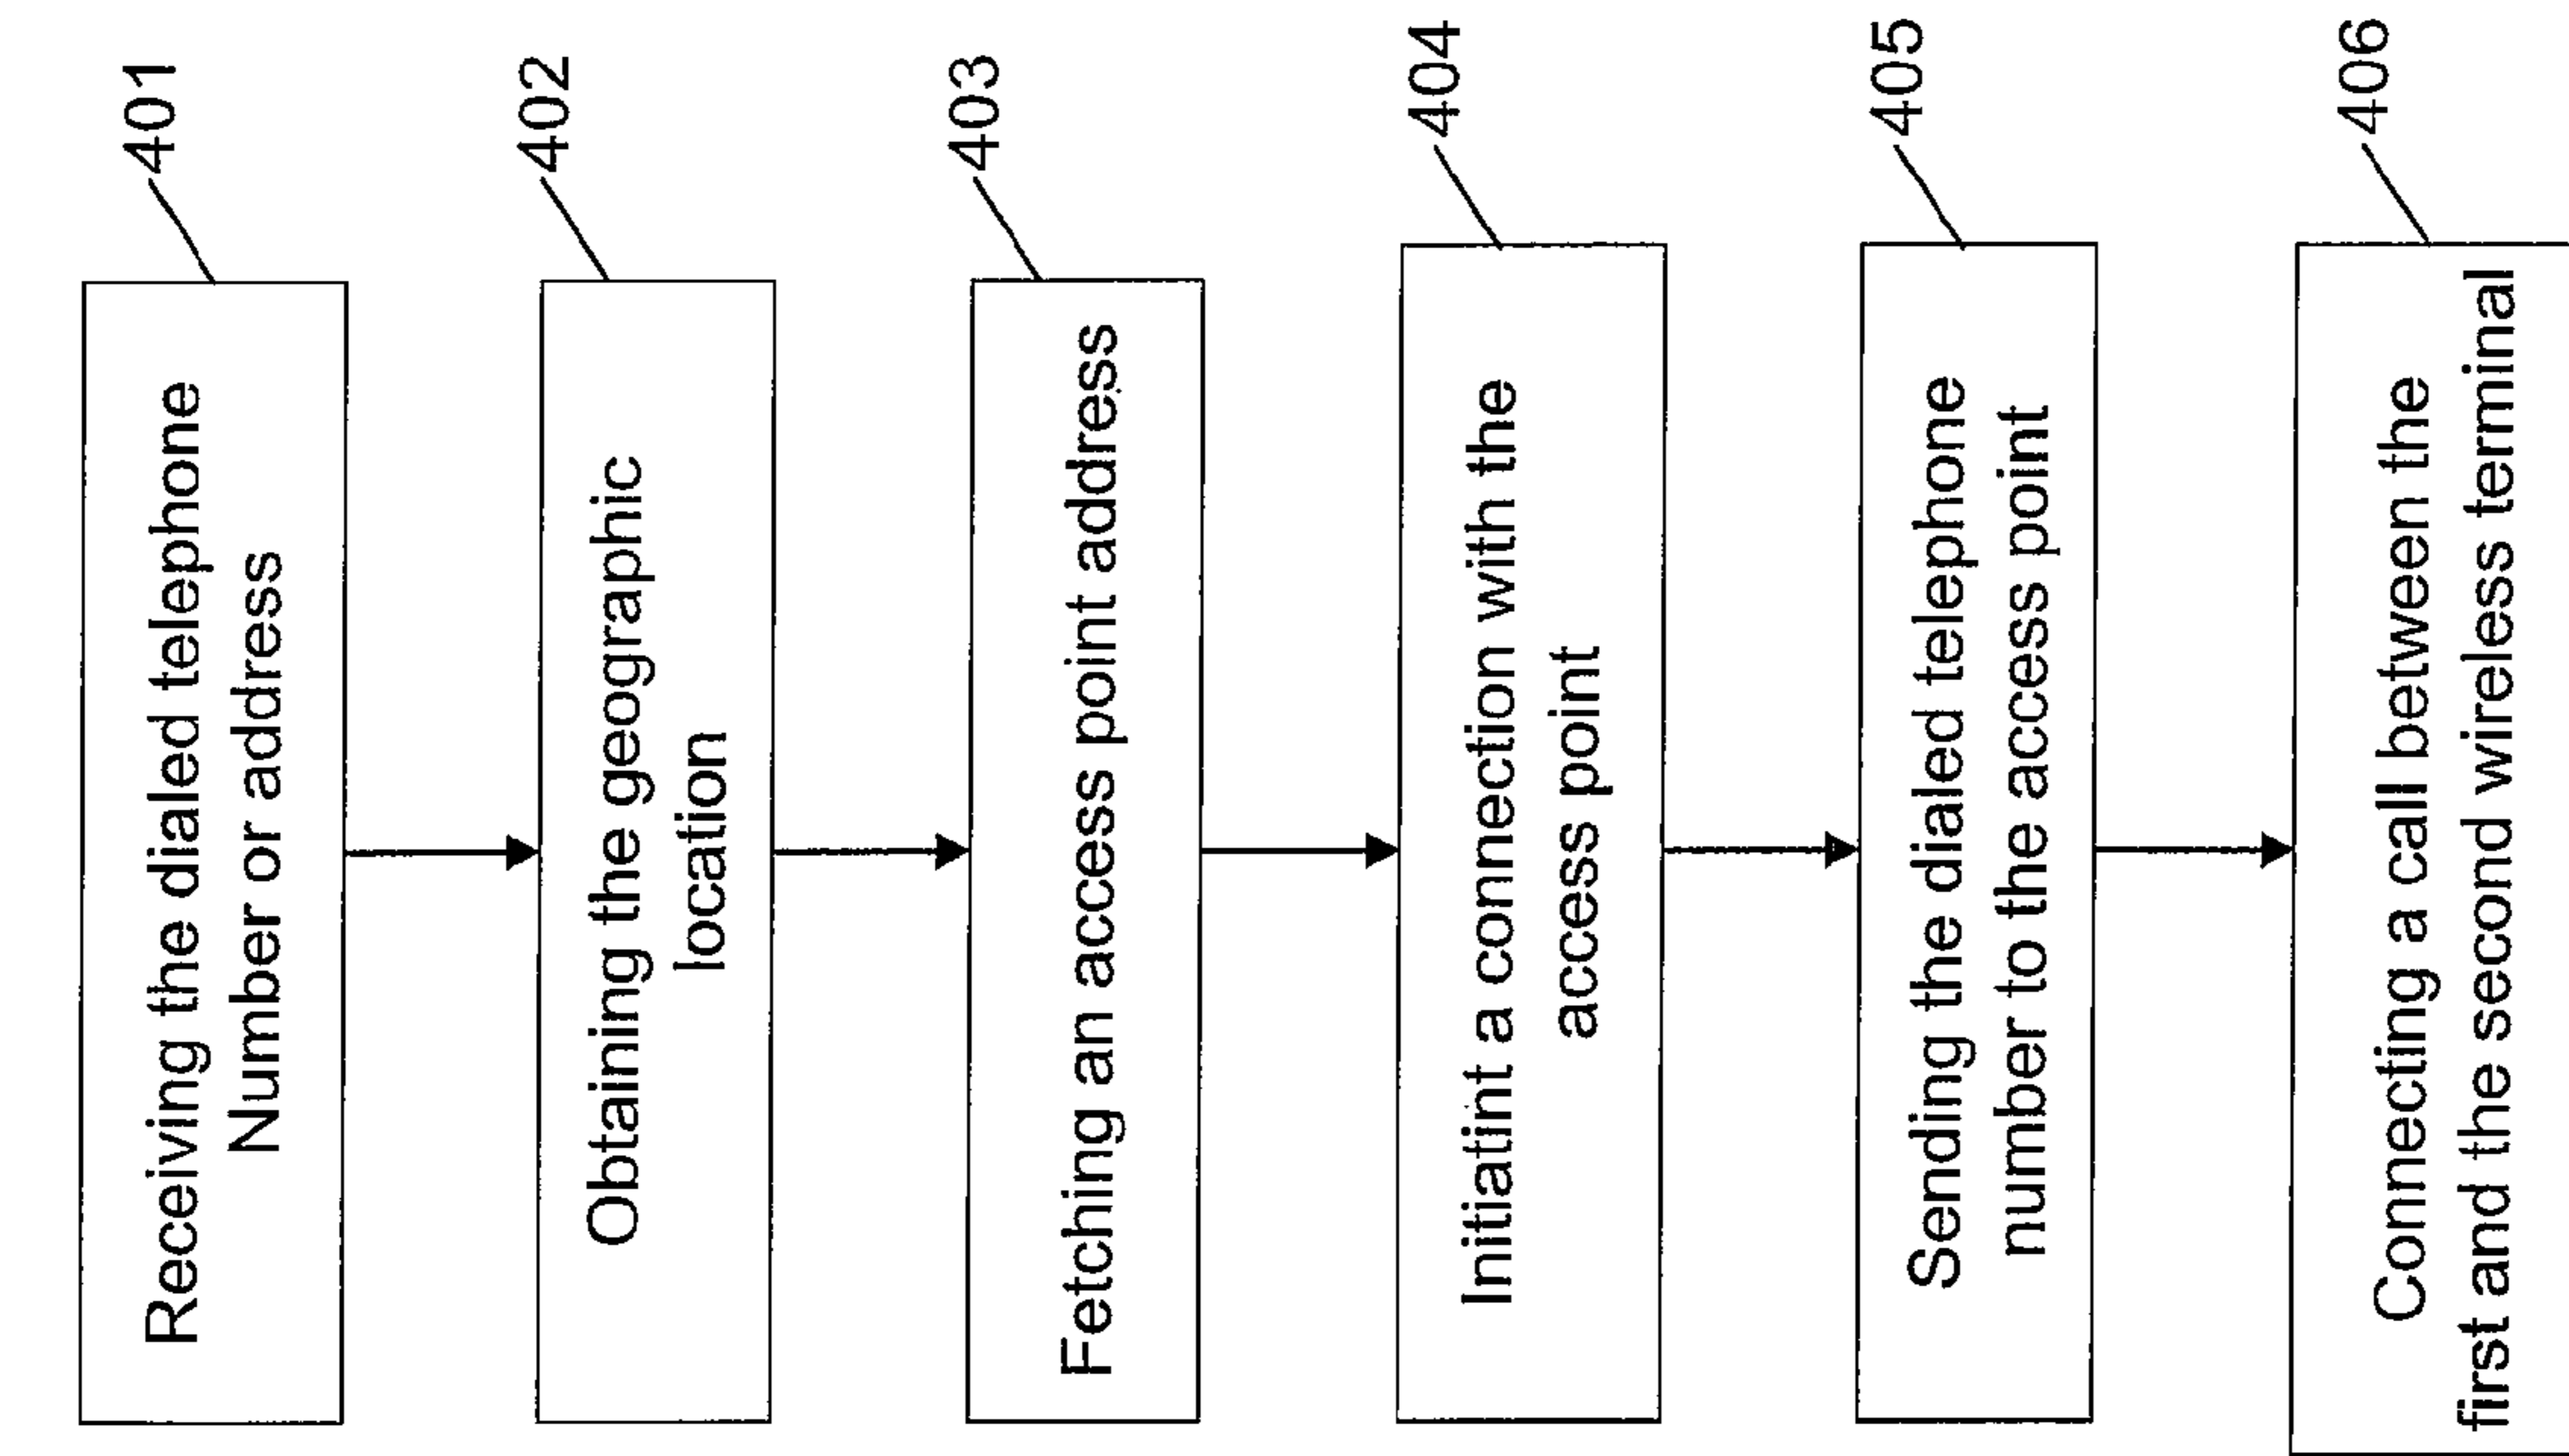 401
Receiving the dialed telephone
Number or address
402
Obtaining the geographic
location
403
Fetching an access point address
404
Initiatint a connection with the
access point
405
Sending the dialed telephone
number to the access point
406
Connecting a call between the
first and the second wireless terminal